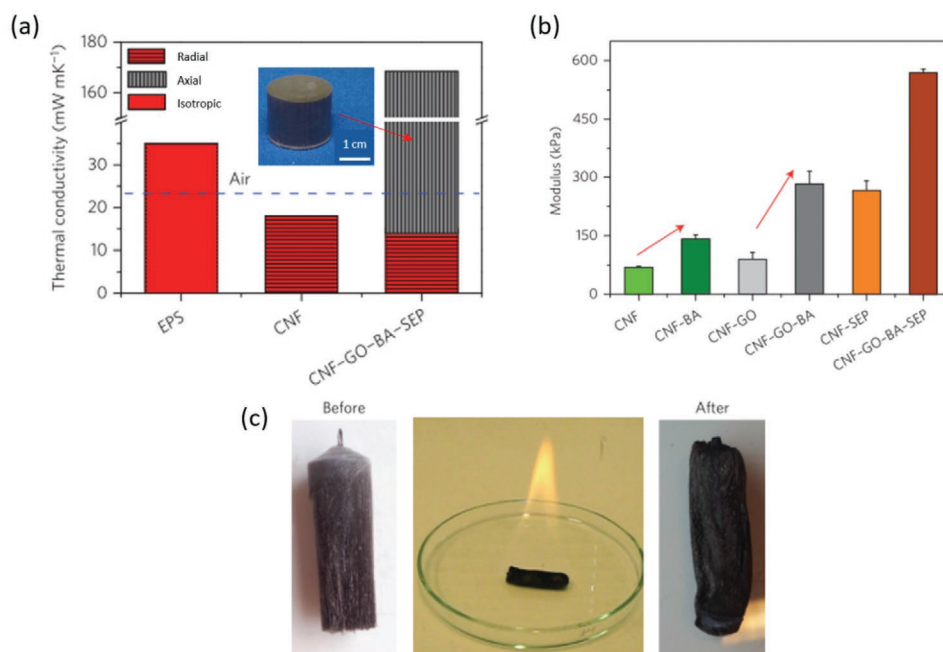 (a)
180
160
30
20
10
0
Thermal conductivity (mW mK⁻¹)
Radial
Axial
Isotropic
1 cm
Air
EPS
CNF
CNF–GO–BA–SEP
(b)
600
450
300
150
0
Modulus (kPa)
CNF
CNF-BA
CNF-GO
CNF-GO-BA
CNF-SEP
CNF-GO-BA-SEP
(c)
Before
After